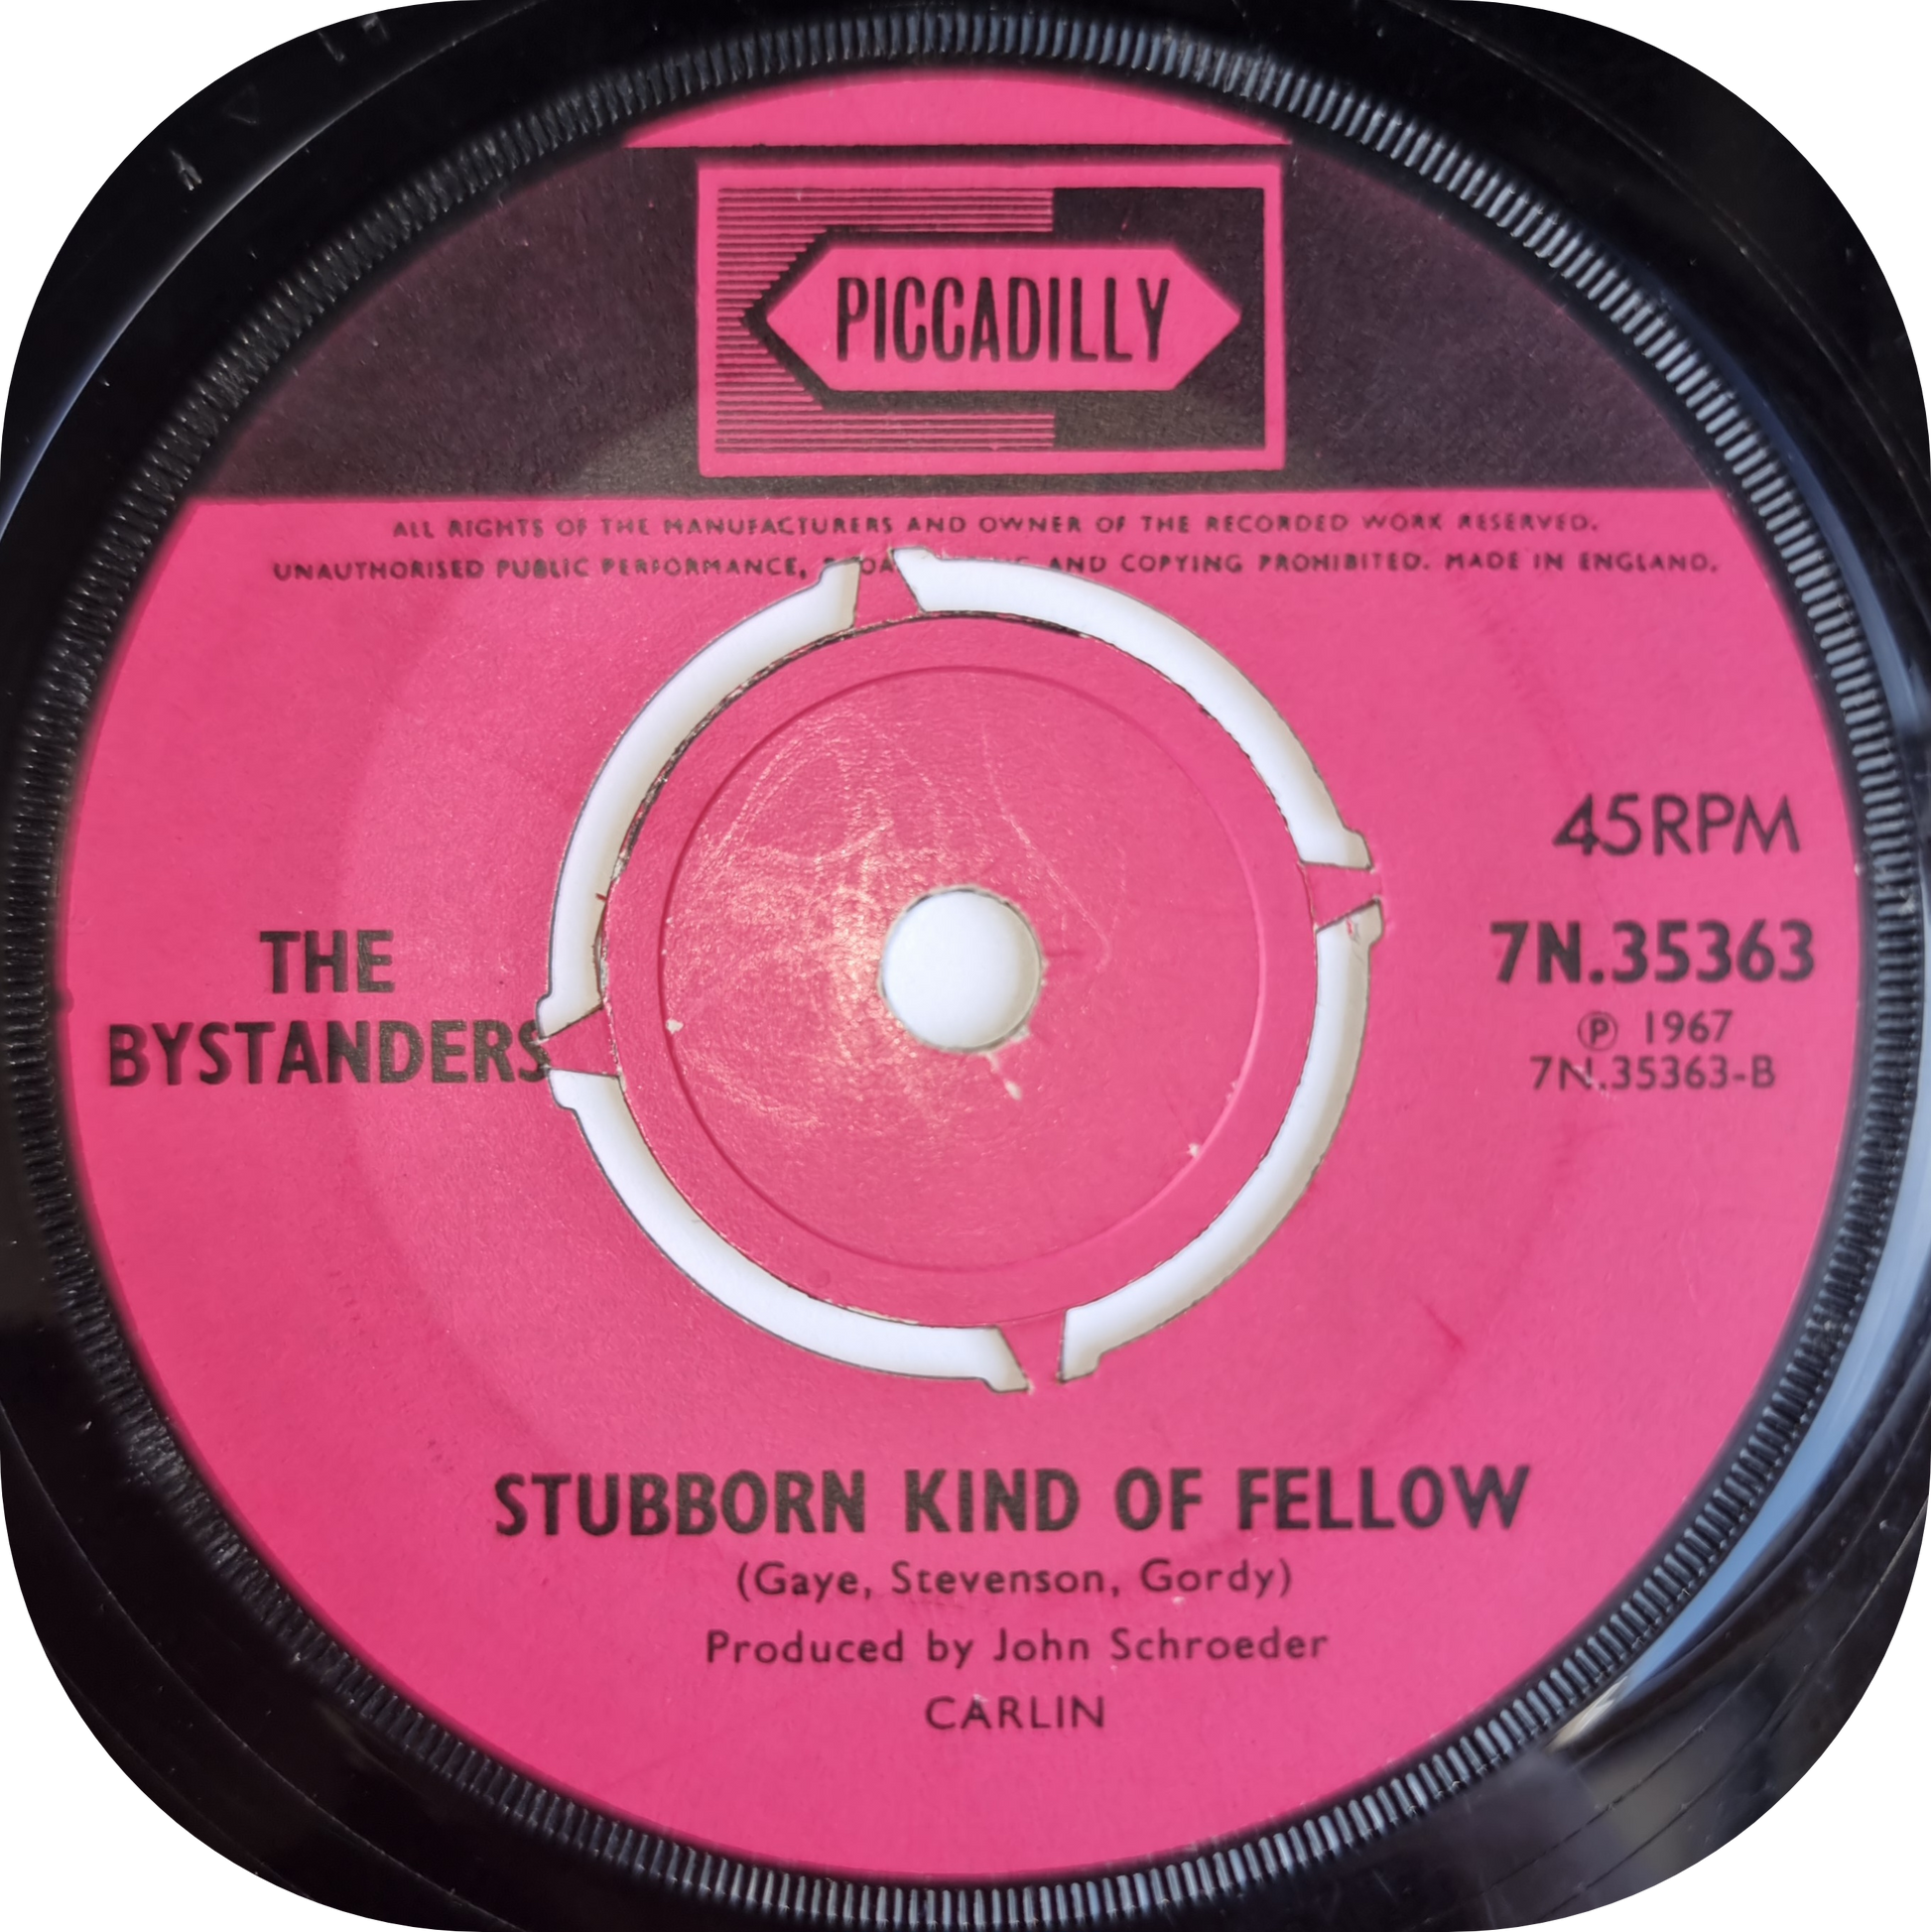 PICCADILLY
ALL RIGHTS OF THE MANUFACTURERS AND OWNER OF THE RECORDED WORK RESERVED.
UNAUTHORISED PUBLIC PERFORMANCE, AND COPYING PROHIBITED. MADE IN ENGLAND.
45RPM
7N.35363
℗ 1967
7N.35363-B
THE
BYSTANDERS
STUBBORN KIND OF FELLOW
(Gaye, Stevenson, Gordy)
Produced by John Schroeder
CARLIN